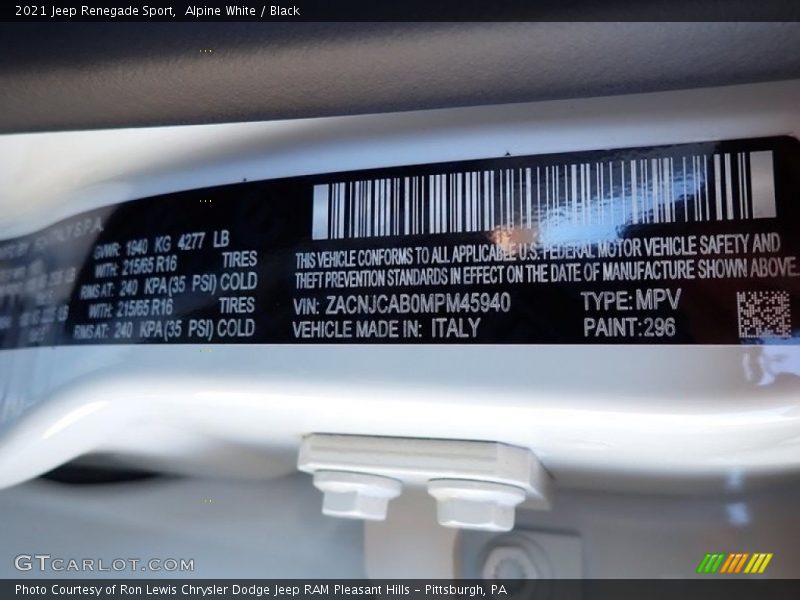 2021 Jeep Renegade Sport,  Alpine White / Black
S.P.A.
GVWR: 1940 KG 4277 LB
WITH: 215/65 R16 TIRES
RIMS AT: 240 KPA (35 PSI) COLD
WITH: 215/65 R16 TIRES
RIMS AT: 240 KPA (35 PSI) COLD
THIS VEHICLE CONFORMS TO ALL APPLICABLE U.S. FEDERAL MOTOR VEHICLE SAFETY AND
THEFT PREVENTION STANDARDS IN EFFECT ON THE DATE OF MANUFACTURE SHOWN ABOVE.
VIN: ZACNJCAB0MPM45940 TYPE: MPV
VEHICLE MADE IN: ITALY PAINT: 296
GTCARLOT.COM
Photo Courtesy of Ron Lewis Chrysler Dodge Jeep RAM Pleasant Hills - Pittsburgh, PA